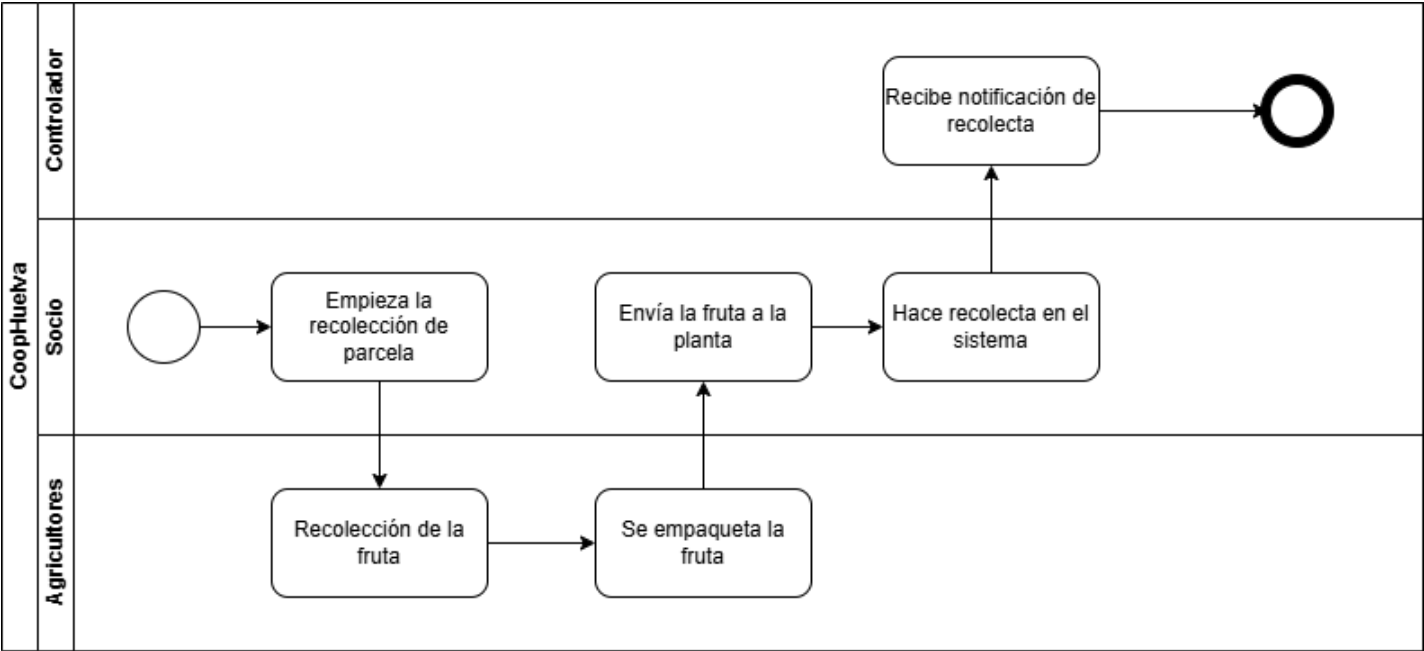 CoopHuelva
Controlador
Recibe notificación de
recolecta
Socio
Empieza la
recolección de
parcela
Envía la fruta a la
planta
Hace recolecta en el
sistema
Agricultores
Recolección de la
fruta
Se empaqueta la
fruta